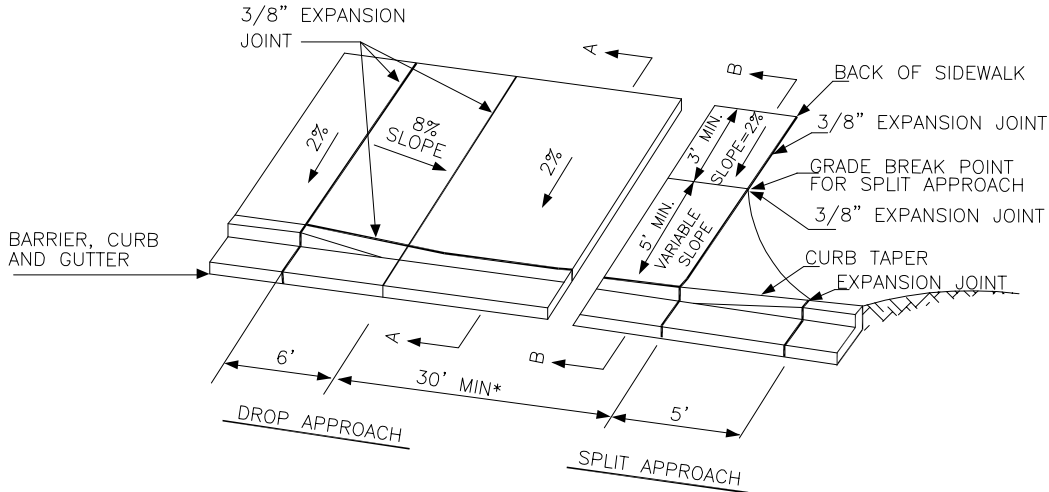 3/8" EXPANSION
JOINT
A
B
BACK OF SIDEWALK
3/8" EXPANSION JOINT
GRADE BREAK POINT
FOR SPLIT APPROACH
3/8" EXPANSION JOINT
2%
8%
SLOPE
2%
3' MIN.
SLOPE=2%
5' MIN.
VARIABLE
SLOPE
BARRIER, CURB
AND GUTTER
CURB TAPER
EXPANSION JOINT
A
B
6'
30' MIN*
5'
DROP APPROACH
SPLIT APPROACH